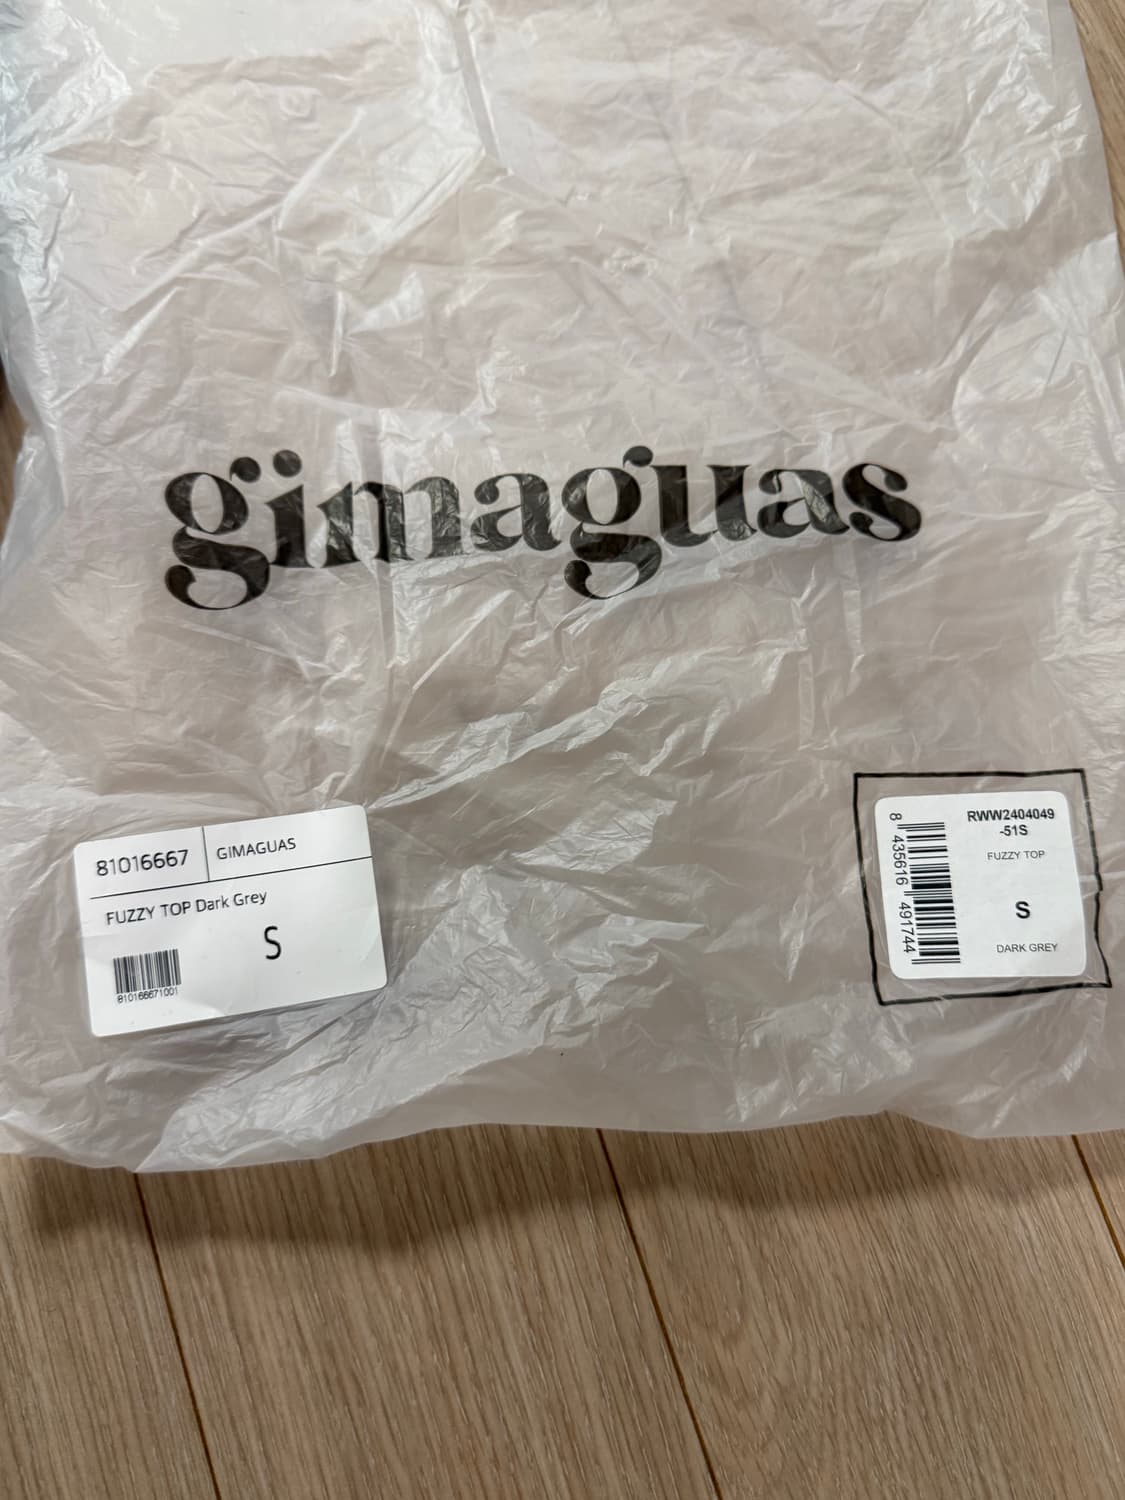 gimaguas
81016667 GIMAGUAS
FUZZY TOP Dark Grey
S
810166671001
RWW2404049
-51S
FUZZY TOP
S
DARK GREY
8 435616 491744